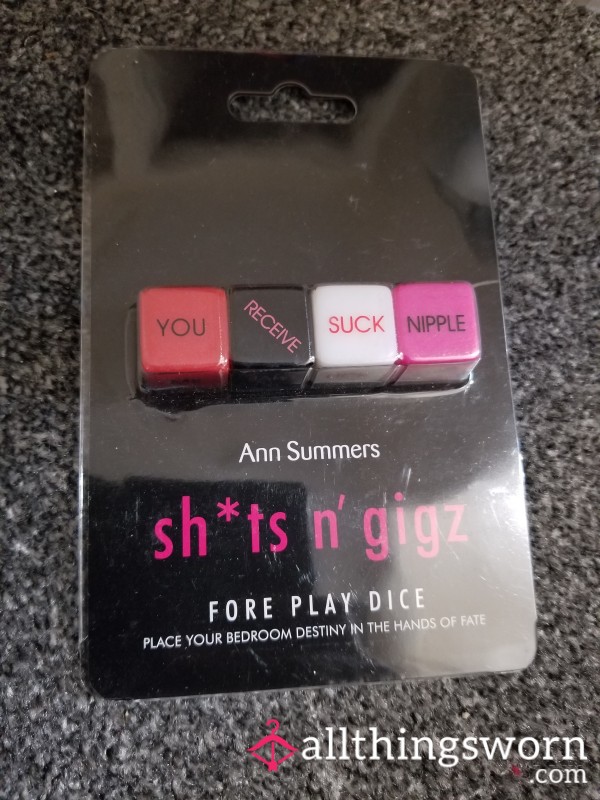 YOU RECEIVE SUCK NIPPLE
Ann Summers
sh*ts n' gigz
FORE PLAY DICE
PLACE YOUR BEDROOM DESTINY IN THE HANDS OF FATE
allthingsworn
.com